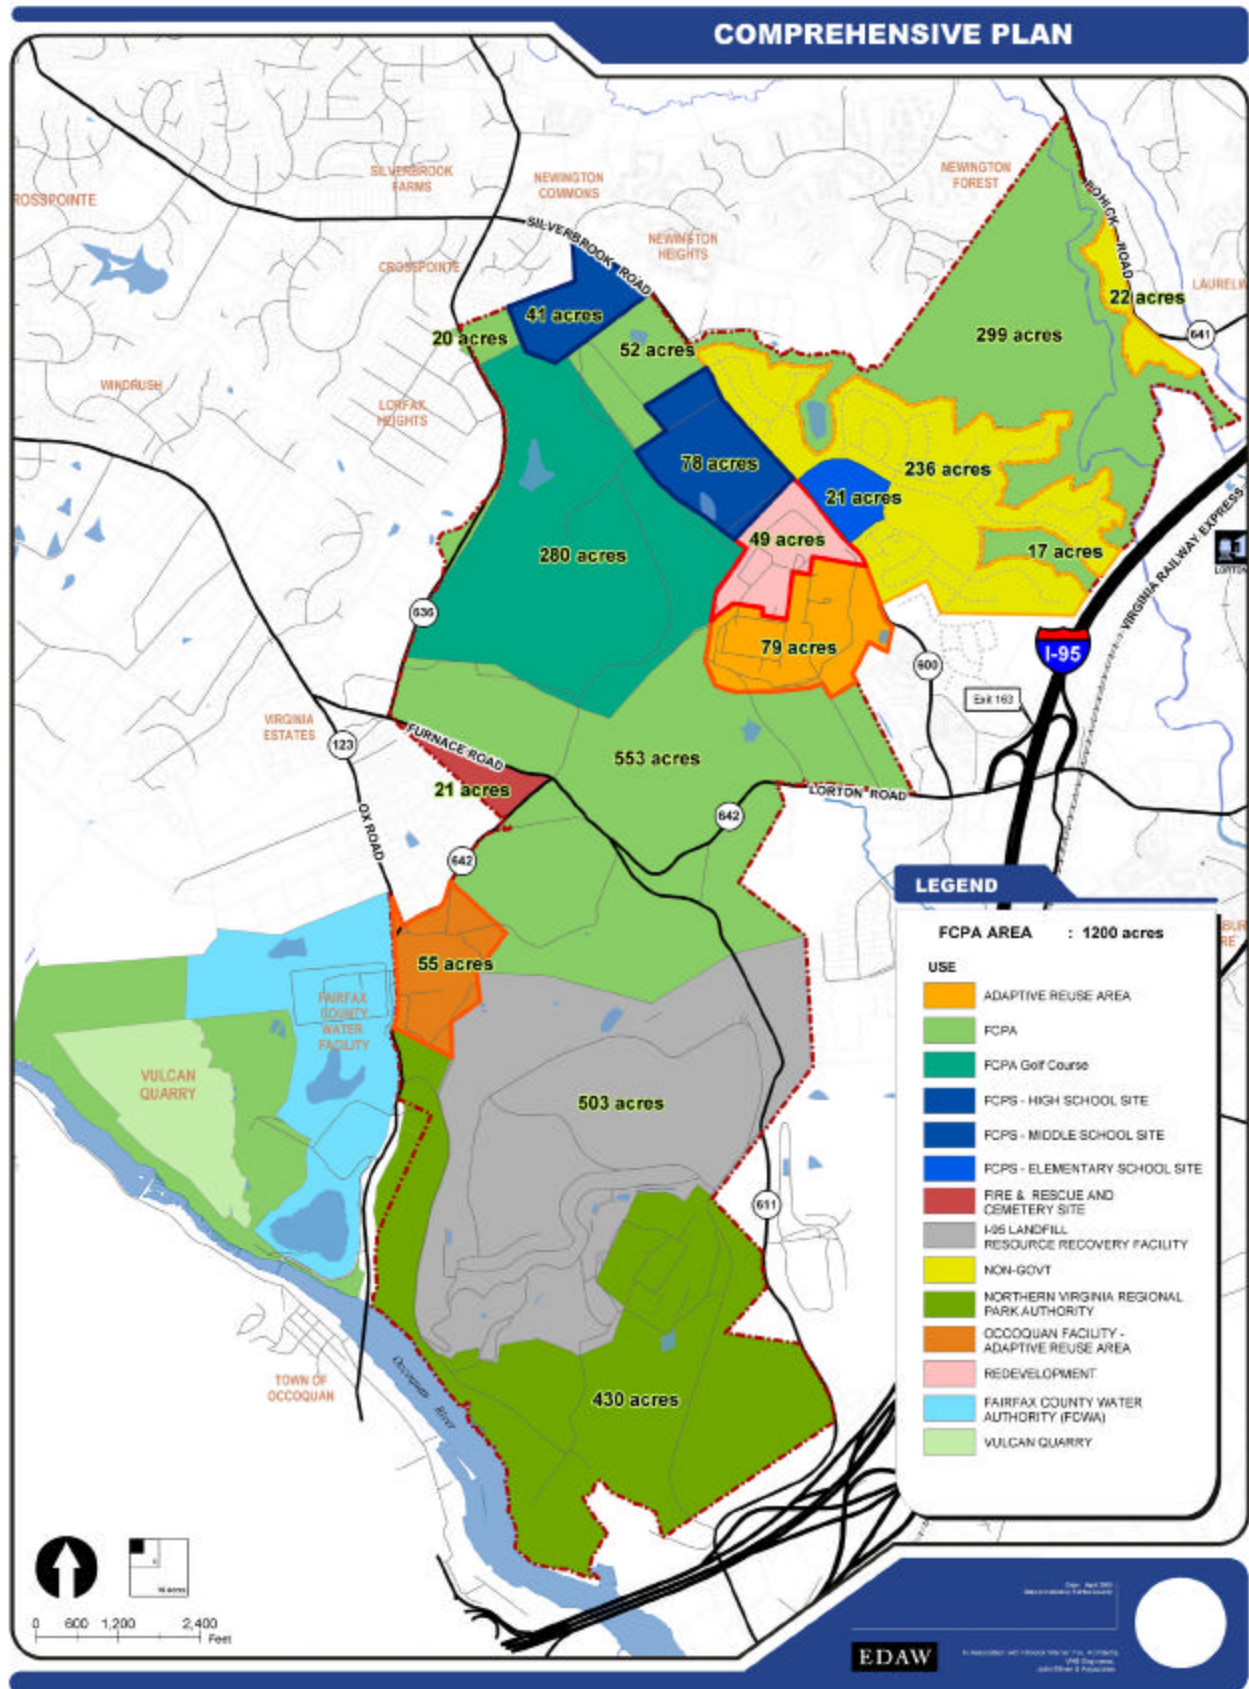 COMPREHENSIVE PLAN
SILVERBROOK
FARMS
NEWINGTON
COMMONS
NEWINGTON
FOREST
ROSSPOINTE
SILVERBROOK ROAD
NEWINGTON
HEIGHTS
ROAD
CROSSPOINTE
LAURELW
22 acres
41 acres
20 acres
52 acres
299 acres
641
WINDRUSH
LORFAX
HEIGHTS
78 acres
236 acres
21 acres
49 acres
17 acres
280 acres
VIRGINIA RAILWAY EXPRESS
LORTON
636
79 acres
I-95
600
Exit 163
VIRGINIA
ESTATES
123
FURNACE ROAD
553 acres
21 acres
LORTON ROAD
OX ROAD
642
642
55 acres
FAIRFAX
COUNTY
WATER
FACILITY
VULCAN
QUARRY
503 acres
611
TOWN OF
OCCOQUAN
Occoquan River
430 acres
LEGEND
FCPA AREA : 1200 acres
USE
ADAPTIVE REUSE AREA
FCPA
FCPA Golf Course
FCPS - HIGH SCHOOL SITE
FCPS - MIDDLE SCHOOL SITE
FCPS - ELEMENTARY SCHOOL SITE
FIRE & RESCUE AND
CEMETERY SITE
I-95 LANDFILL
RESOURCE RECOVERY FACILITY
NON-GOVT
NORTHERN VIRGINIA REGIONAL
PARK AUTHORITY
OCCOQUAN FACILITY -
ADAPTIVE REUSE AREA
REDEVELOPMENT
FAIRFAX COUNTY WATER
AUTHORITY (FCWA)
VULCAN QUARRY
0 600 1,200 2,400
Feet
EDAW